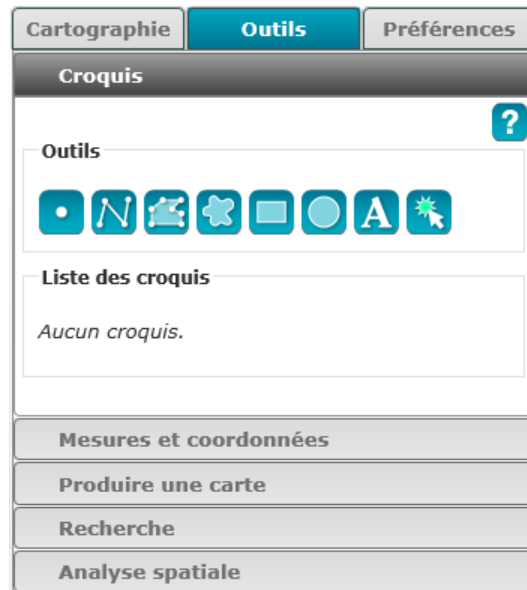 Cartographie Outils Préférences
Croquis
?
Outils
A
Liste des croquis
Aucun croquis.
Mesures et coordonnées
Produire une carte
Recherche
Analyse spatiale